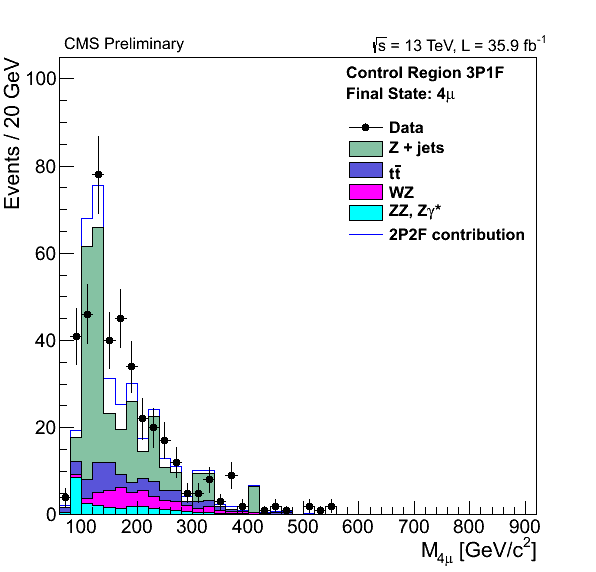 CMS Preliminary
√s = 13 TeV, L = 35.9 fb⁻¹
Events / 20 GeV
100
80
60
40
20
0
Control Region 3P1F
Final State: 4μ
Data
Z + jets
tt̄
WZ
ZZ, Zγ*
2P2F contribution
100 200 300 400 500 600 700 800 900
M₄μ [GeV/c²]